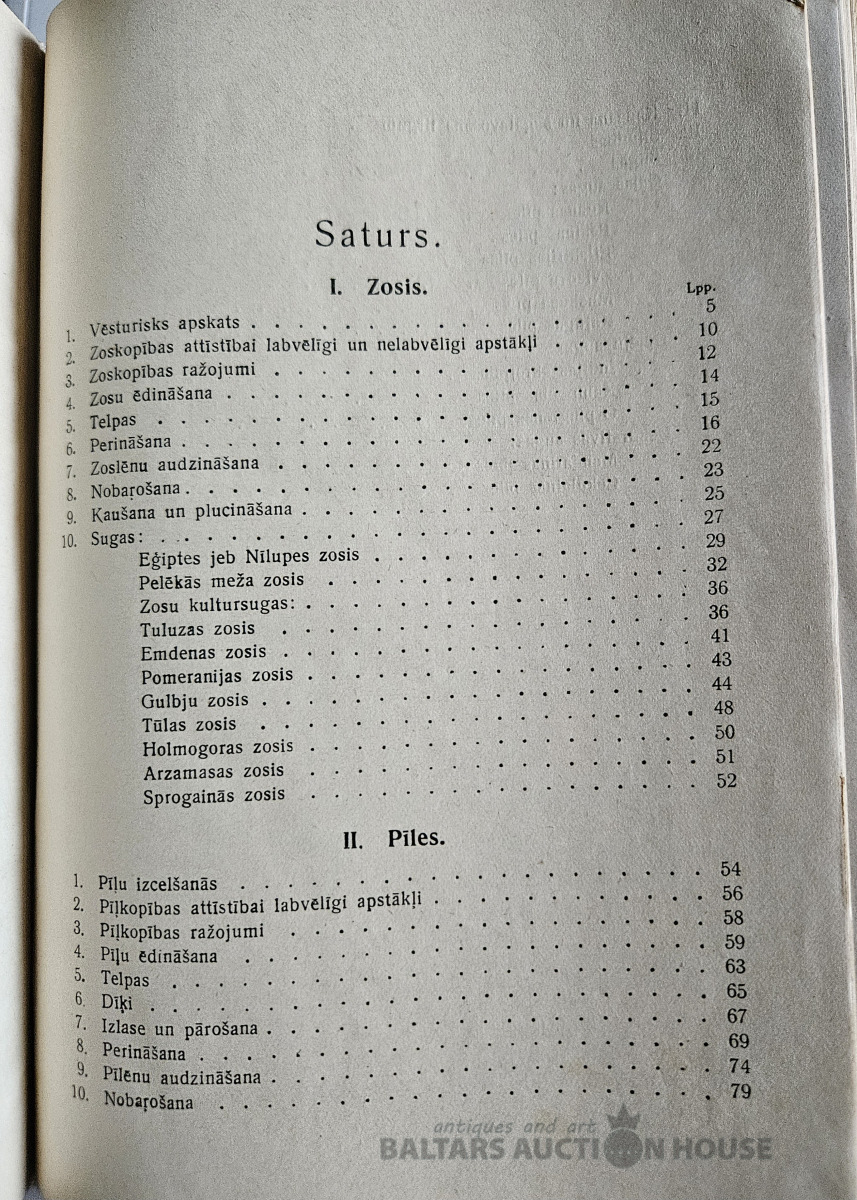 Saturs.
I. Zosis.
Lpp.
1. Vēsturisks apskats . . . . . . . . . . . . . . . . 5
2. Zoskopības attīstībai labvēlīgi un nelabvēlīgi apstākļi . . . . . . 10
3. Zoskopības ražojumi . . . . . . . . . . . . . . . 12
4. Zosu ēdināšana . . . . . . . . . . . . . . . . . 14
5. Telpas . . . . . . . . . . . . . . . . . . . . 15
6. Perināšana . . . . . . . . . . . . . . . . . . . 16
7. Zoslēnu audzināšana . . . . . . . . . . . . . . . 22
8. Nobaŗošana . . . . . . . . . . . . . . . . . . . 23
9. Kaušana un plucināšana . . . . . . . . . . . . . . 25
10. Sugas: . . . . . . . . . . . . . . . . . . . . 27
Eģiptes jeb Nīlupes zosis . . . . . . . . . . . . 29
Pelēkās meža zosis . . . . . . . . . . . . . . 32
Zosu kultursugas: . . . . . . . . . . . . . . . 36
Tuluzas zosis . . . . . . . . . . . . . . . . 36
Emdenas zosis . . . . . . . . . . . . . . . . 41
Pomeranijas zosis . . . . . . . . . . . . . . . 43
Gulbju zosis . . . . . . . . . . . . . . . . . 44
Tūlas zosis . . . . . . . . . . . . . . . . . 48
Holmogoras zosis . . . . . . . . . . . . . . . 50
Arzamasas zosis . . . . . . . . . . . . . . . 51
Sprogainās zosis . . . . . . . . . . . . . . . 52
II. Pīles.
1. Pīļu izcelšanās . . . . . . . . . . . . . . . . . 54
2. Pīļkopības attīstībai labvēlīgi apstākļi . . . . . . . . . . 56
3. Pīļkopības ražojumi . . . . . . . . . . . . . . . 58
4. Pīļu ēdināšana . . . . . . . . . . . . . . . . . 59
5. Telpas . . . . . . . . . . . . . . . . . . . . 63
6. Dīķi . . . . . . . . . . . . . . . . . . . . . 65
7. Izlase un pārošana . . . . . . . . . . . . . . . . 67
8. Perināšana . . . . . . . . . . . . . . . . . . . 69
9. Pīlēnu audzināšana . . . . . . . . . . . . . . . . 74
10. Nobaŗošana . . . . . . . . . . . . . . . . . . 79
antiques and art
BALTARS AUCTION HOUSE